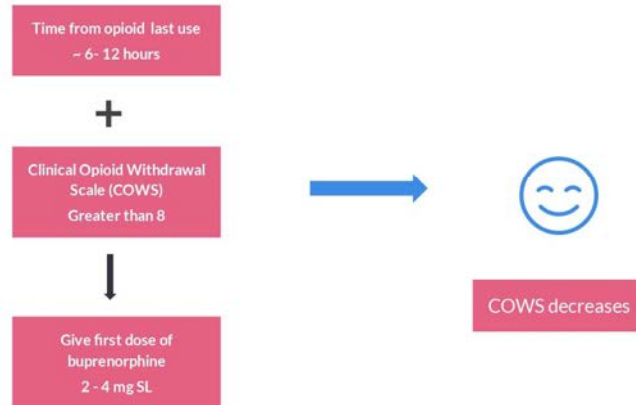 Time from opioid last use
~ 6- 12 hours
+
Clinical Opioid Withdrawal
Scale (COWS)
Greater than 8
Give first dose of
buprenorphine
2 - 4 mg SL
COWS decreases